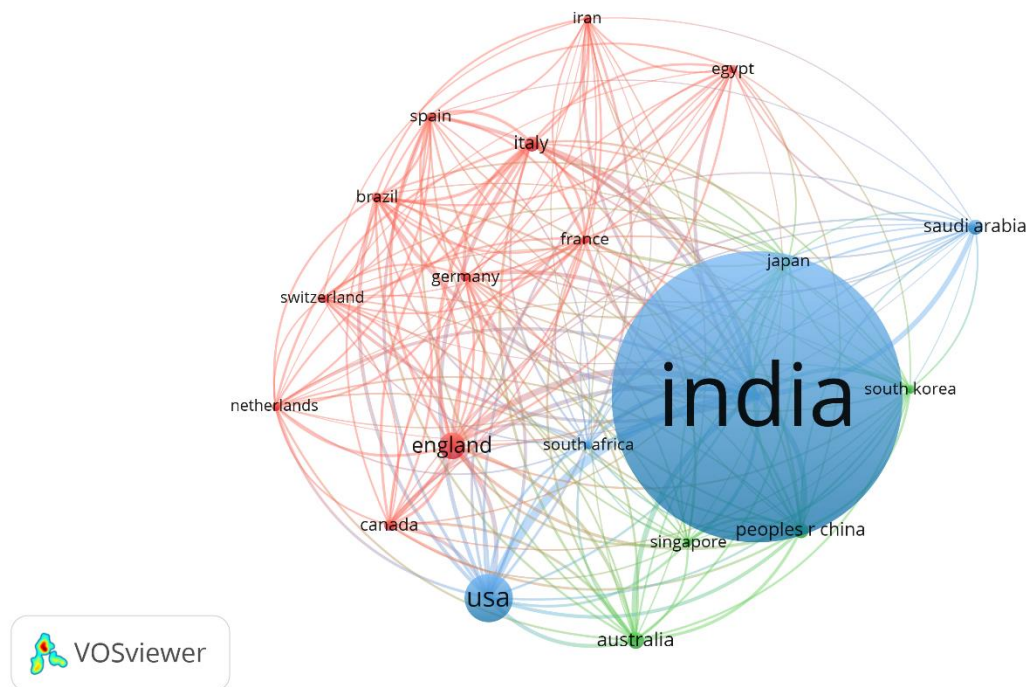 iran
egypt
spain
italy
brazil
saudi arabia
france
japan
germany
switzerland
south korea
india
netherlands
england
south africa
canada
peoples r china
singapore
usa
australia
VOSviewer